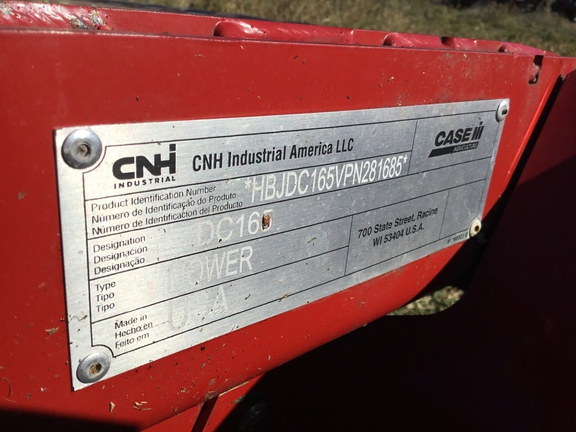 CNH
INDUSTRIAL
CNH Industrial America LLC
CASE IH
AGRICULTURE
Product Identification Number
Número de Identificação do Produto
Número de Identificación del Producto
*HBJDC165VPN281685*
Designation
Designación
Designação
DC16
Type
Tipo
Tipo
OWER
700 State Street, Racine
WI 53404 U.S.A.
Made in
Hecho en
Feito em
USA